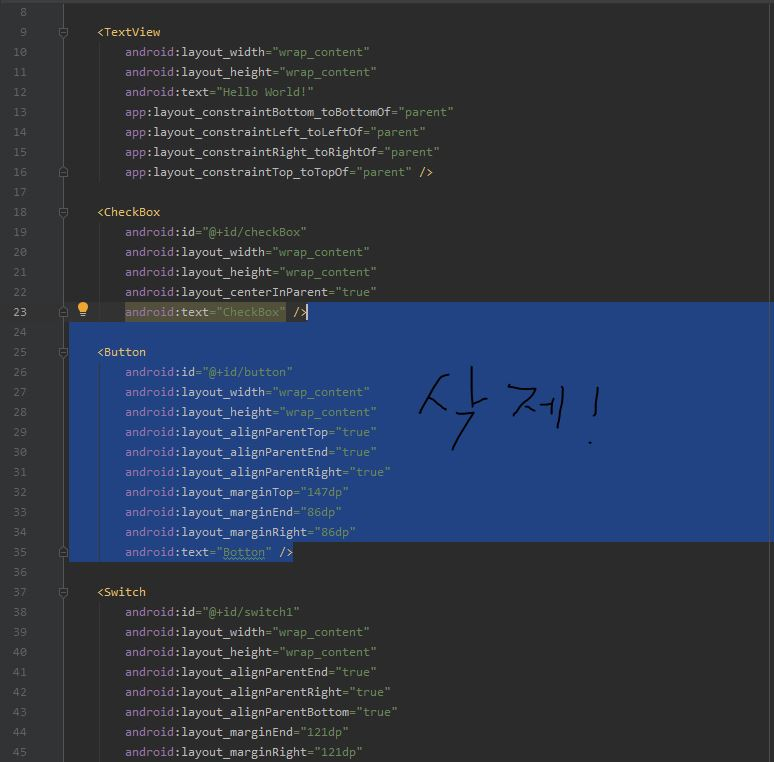 8
9 <TextView
10 android:layout_width="wrap_content"
11 android:layout_height="wrap_content"
12 android:text="Hello World!"
13 app:layout_constraintBottom_toBottomOf="parent"
14 app:layout_constraintLeft_toLeftOf="parent"
15 app:layout_constraintRight_toRightOf="parent"
16 app:layout_constraintTop_toTopOf="parent" />
17
18 <CheckBox
19 android:id="@+id/checkBox"
20 android:layout_width="wrap_content"
21 android:layout_height="wrap_content"
22 android:layout_centerInParent="true"
23 android:text="CheckBox" />
24
25 <Button
26 android:id="@+id/button"
27 android:layout_width="wrap_content"
28 android:layout_height="wrap_content"
29 android:layout_alignParentTop="true"
30 android:layout_alignParentEnd="true"
31 android:layout_alignParentRight="true"
32 android:layout_marginTop="147dp"
33 android:layout_marginEnd="86dp"
34 android:layout_marginRight="86dp"
35 android:text="Botton" />
삭제!
36
37 <Switch
38 android:id="@+id/switch1"
39 android:layout_width="wrap_content"
40 android:layout_height="wrap_content"
41 android:layout_alignParentEnd="true"
42 android:layout_alignParentRight="true"
43 android:layout_alignParentBottom="true"
44 android:layout_marginEnd="121dp"
45 android:layout_marginRight="121dp"